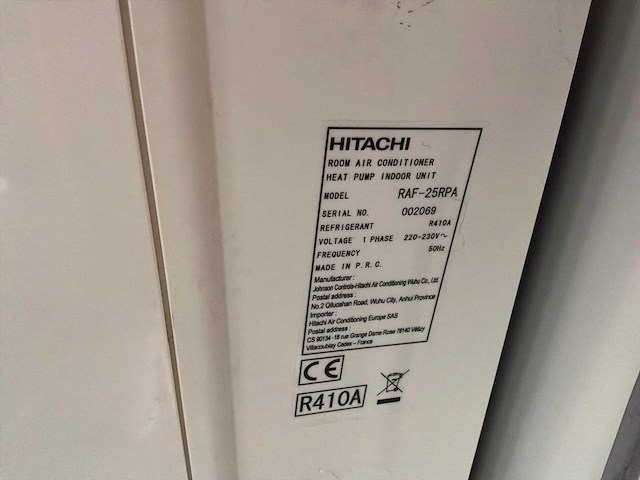 HITACHI
ROOM AIR CONDITIONER
HEAT PUMP INDOOR UNIT
MODEL RAF-25RPA
SERIAL NO. 002069
REFRIGERANT R410A
VOLTAGE 1 PHASE 220-230V~
FREQUENCY 50Hz
MADE IN P.R.C.
Manufacturer :
Johnson Controls-Hitachi Air Conditioning Wuhu Co., Ltd.
Postal address :
No.2 Qiluoshan Road, Wuhu City, Anhui Province
Importer :
Hitachi Air Conditioning Europe SAS
Postal address :
CS 90134 - 18 rue Grange Dame Rose 78140 Vélizy
Villacoublay Cedex – France
CE
R410A